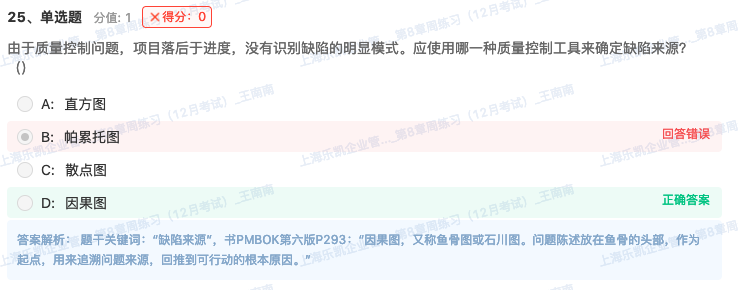 25、单选题 分值: 1 ×得分：0
由于质量控制问题，项目落后于进度，没有识别缺陷的明显模式。应使用哪一种质量控制工具来确定缺陷来源?
()
A: 直方图
B: 帕累托图 回答错误
C: 散点图
D: 因果图 正确答案
答案解析： 题干关键词：“缺陷来源”，书PMBOK第六版P293：“因果图，又称鱼骨图或石川图。问题陈述放在鱼骨的头部，作为
起点，用来追溯问题来源，回推到可行动的根本原因。”
上海乐凯企业管..._第8章周练习（12月考试）_王南南